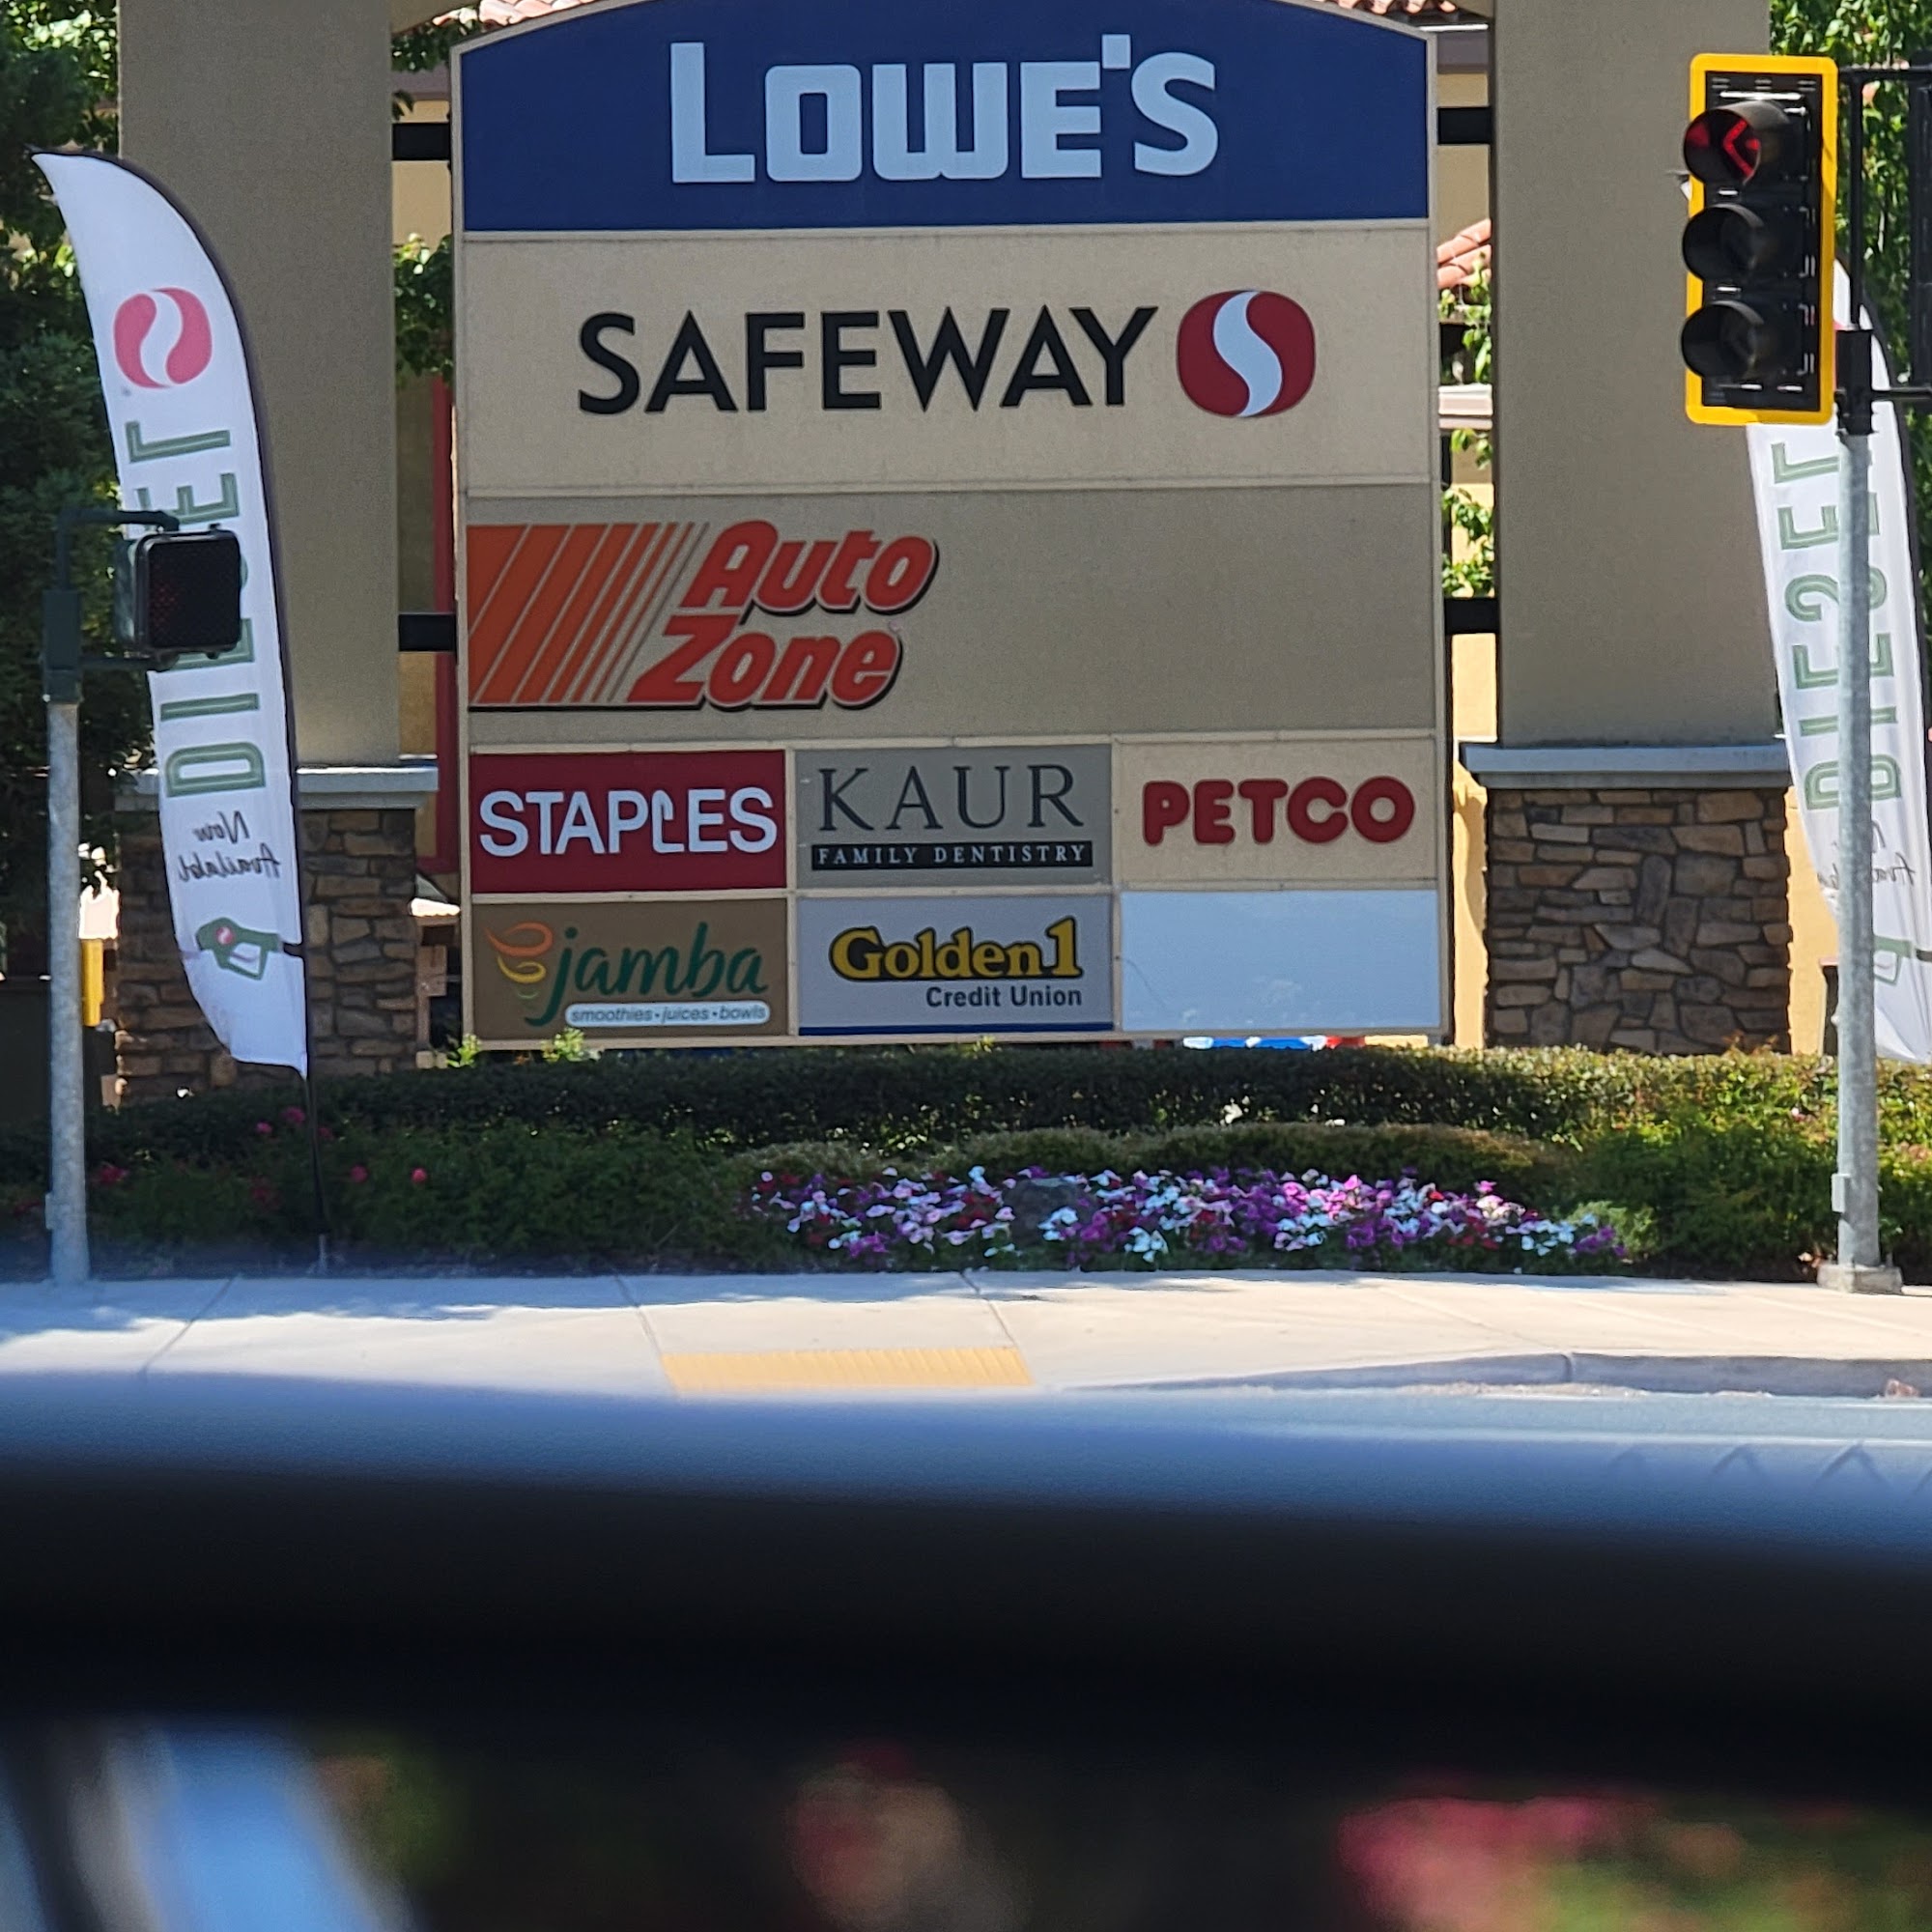 LOWE'S
SAFEWAY
Auto
Zone
STAPLES
KAUR
FAMILY DENTISTRY
PETCO
jamba
smoothies • juices • bowls
Golden1
Credit Union
DIESEL
Now
DIESEL